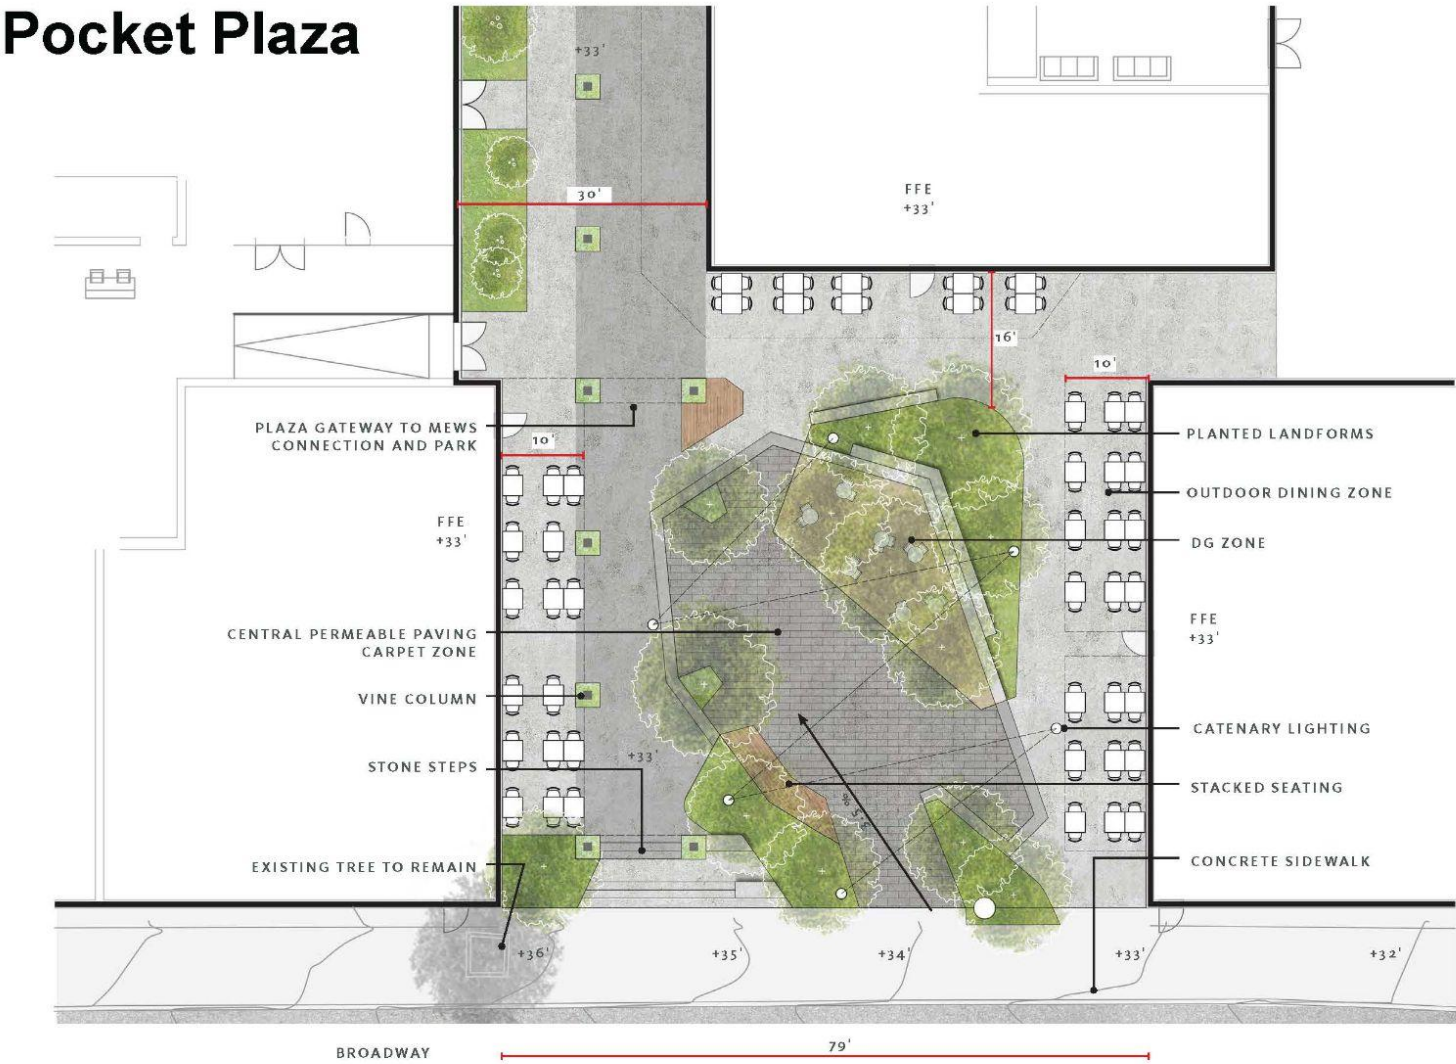 Pocket Plaza
+33'
30'
FFE
+33'
16'
10'
PLAZA GATEWAY TO MEWS
CONNECTION AND PARK
10'
PLANTED LANDFORMS
OUTDOOR DINING ZONE
FFE
+33'
DG ZONE
CENTRAL PERMEABLE PAVING
CARPET ZONE
FFE
+33'
VINE COLUMN
CATENARY LIGHTING
+33'
STONE STEPS
STACKED SEATING
EXISTING TREE TO REMAIN
CONCRETE SIDEWALK
+36'
+35'
+34'
+33'
+32'
BROADWAY
79'